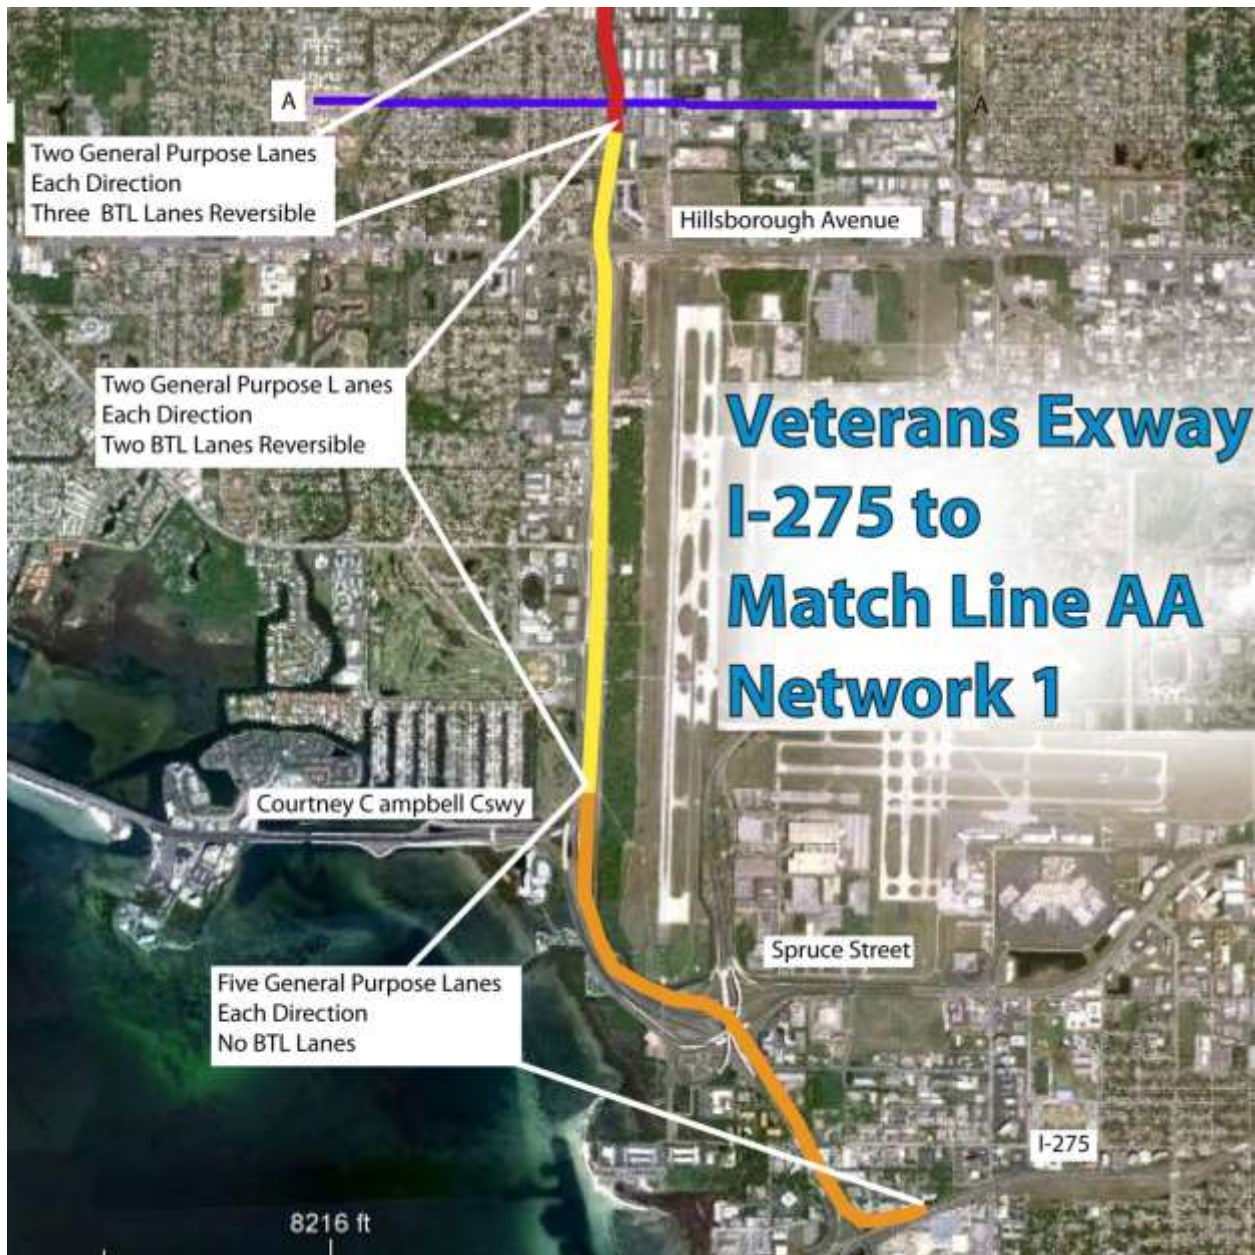 A
A
Two General Purpose Lanes
Each Direction
Three BTL Lanes Reversible
Hillsborough Avenue
Two General Purpose L anes
Each Direction
Two BTL Lanes Reversible
Veterans Exway
I-275 to
Match Line AA
Network 1
Courtney C ampbell Cswy
Spruce Street
Five General Purpose Lanes
Each Direction
No BTL Lanes
I-275
8216 ft